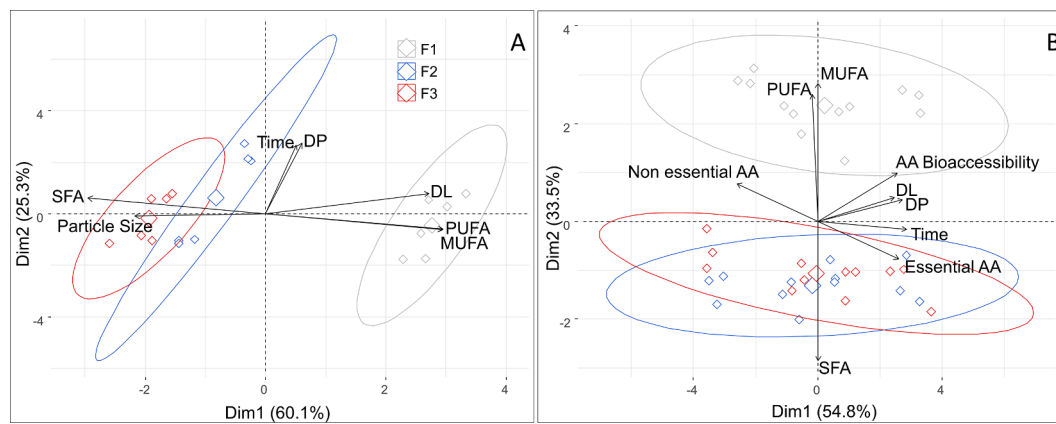 A
F1
F2
F3
4
Time
DP
Dim2 (25.3%)
SFA
DL
0
Particle Size
PUFA
MUFA
-4
-2
0
2
4
Dim1 (60.1%)
B
4
MUFA
PUFA
2
Non essential AA
AA Bioaccessibility
DL
DP
Dim2 (33.5%)
0
Time
Essential AA
-2
SFA
-4
0
4
Dim1 (54.8%)